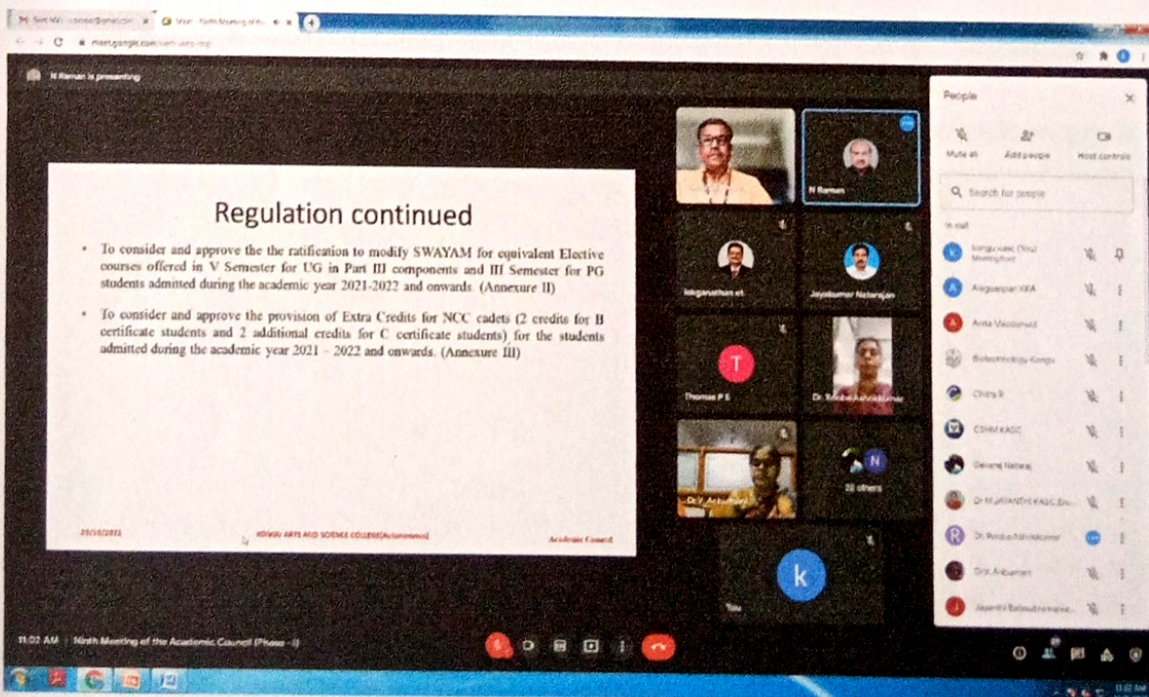 N Raman is presenting
Regulation continued
• To consider and approve the the ratification to modify SWAYAM for equivalent Elective
courses offered in V Semester for UG in Part III components and III Semester for PG
students admitted during the academic year 2021-2022 and onwards. (Annexure II)
• To consider and approve the provision of Extra Credits for NCC cadets (2 credits for B
certificate students and 2 additional credits for C certificate students) for the students
admitted during the academic year 2021 - 2022 and onwards. (Annexure III)
KONGU ARTS AND SCIENCE COLLEGE(Autonomous)
Academic Council
N Raman
Jayakumar Natarajan
T
Thomas P E
N
k
You
People
Mute all
Add people
Host controls
Search for people
In call
K
A
A
Chitra R
CSHM KASC
R
J
11:02 AM | Ninth Meeting of the Academic Council (Phase - I)
11:02 AM